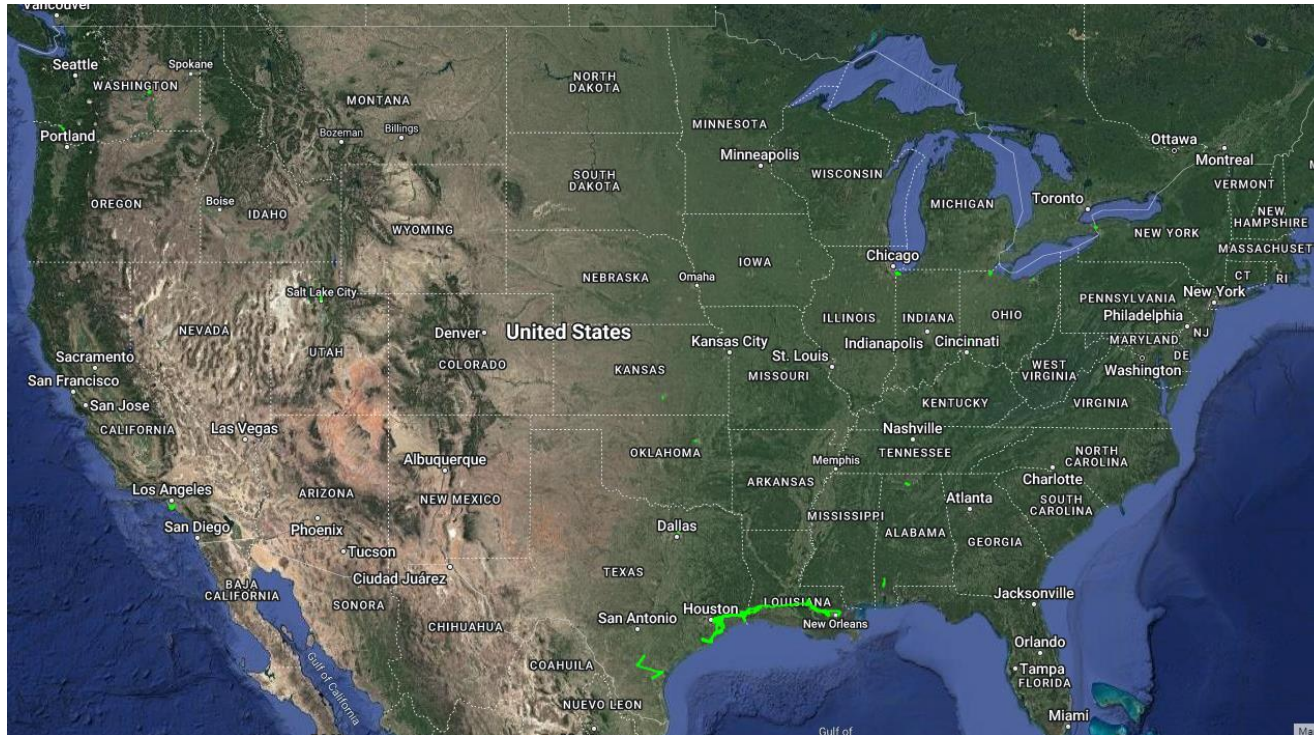 Vancouver
Seattle
Spokane
WASHINGTON
Portland
MONTANA
Bozeman
Billings
NORTH
DAKOTA
MINNESOTA
Minneapolis
WISCONSIN
MICHIGAN
Ottawa
Montreal
Toronto
VERMONT
NEW
HAMPSHIRE
NEW YORK
MASSACHUSET
CT
RI
OREGON
Boise
IDAHO
SOUTH
DAKOTA
WYOMING
IOWA
Chicago
NEBRASKA
Omaha
Salt Lake City
PENNSYLVANIA
New York
Philadelphia
NJ
ILLINOIS
INDIANA
OHIO
NEVADA
Denver
United States
Kansas City
Indianapolis
Cincinnati
MARYLAND
DE
Washington
Sacramento
UTAH
COLORADO
KANSAS
St. Louis
MISSOURI
WEST
VIRGINIA
San Francisco
San Jose
CALIFORNIA
Las Vegas
KENTUCKY
VIRGINIA
Nashville
TENNESSEE
Albuquerque
OKLAHOMA
Memphis
NORTH
CAROLINA
Charlotte
Los Angeles
ARIZONA
NEW MEXICO
ARKANSAS
Atlanta
SOUTH
CAROLINA
San Diego
Phoenix
Dallas
MISSISSIPPI
ALABAMA
GEORGIA
Tucson
Ciudad Juárez
TEXAS
BAJA
CALIFORNIA
SONORA
CHIHUAHUA
San Antonio
Houston
LOUISIANA
New Orleans
Jacksonville
Gulf of California
COAHUILA
Orlando
Tampa
FLORIDA
NUEVO LEON
Miami
Gulf of